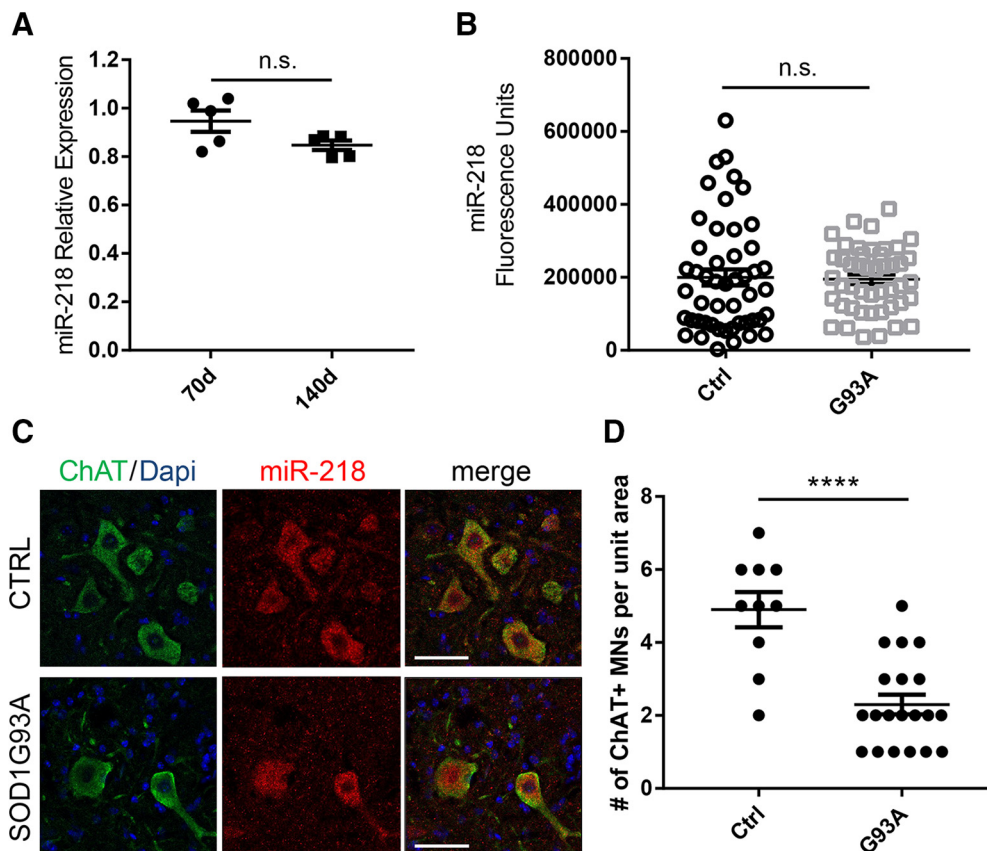 A
miR-218 Relative Expression
1.2
1.0
0.8
0.6
0.4
0.2
0.0
n.s.
70d
140d
B
miR-218
Fluorescence Units
800000
600000
400000
200000
0
n.s.
Ctrl
G93A
C
ChAT/Dapi
miR-218
merge
CTRL
SOD1G93A
D
# of ChAT+ MNs per unit area
8
6
4
2
0
****
Ctrl
G93A